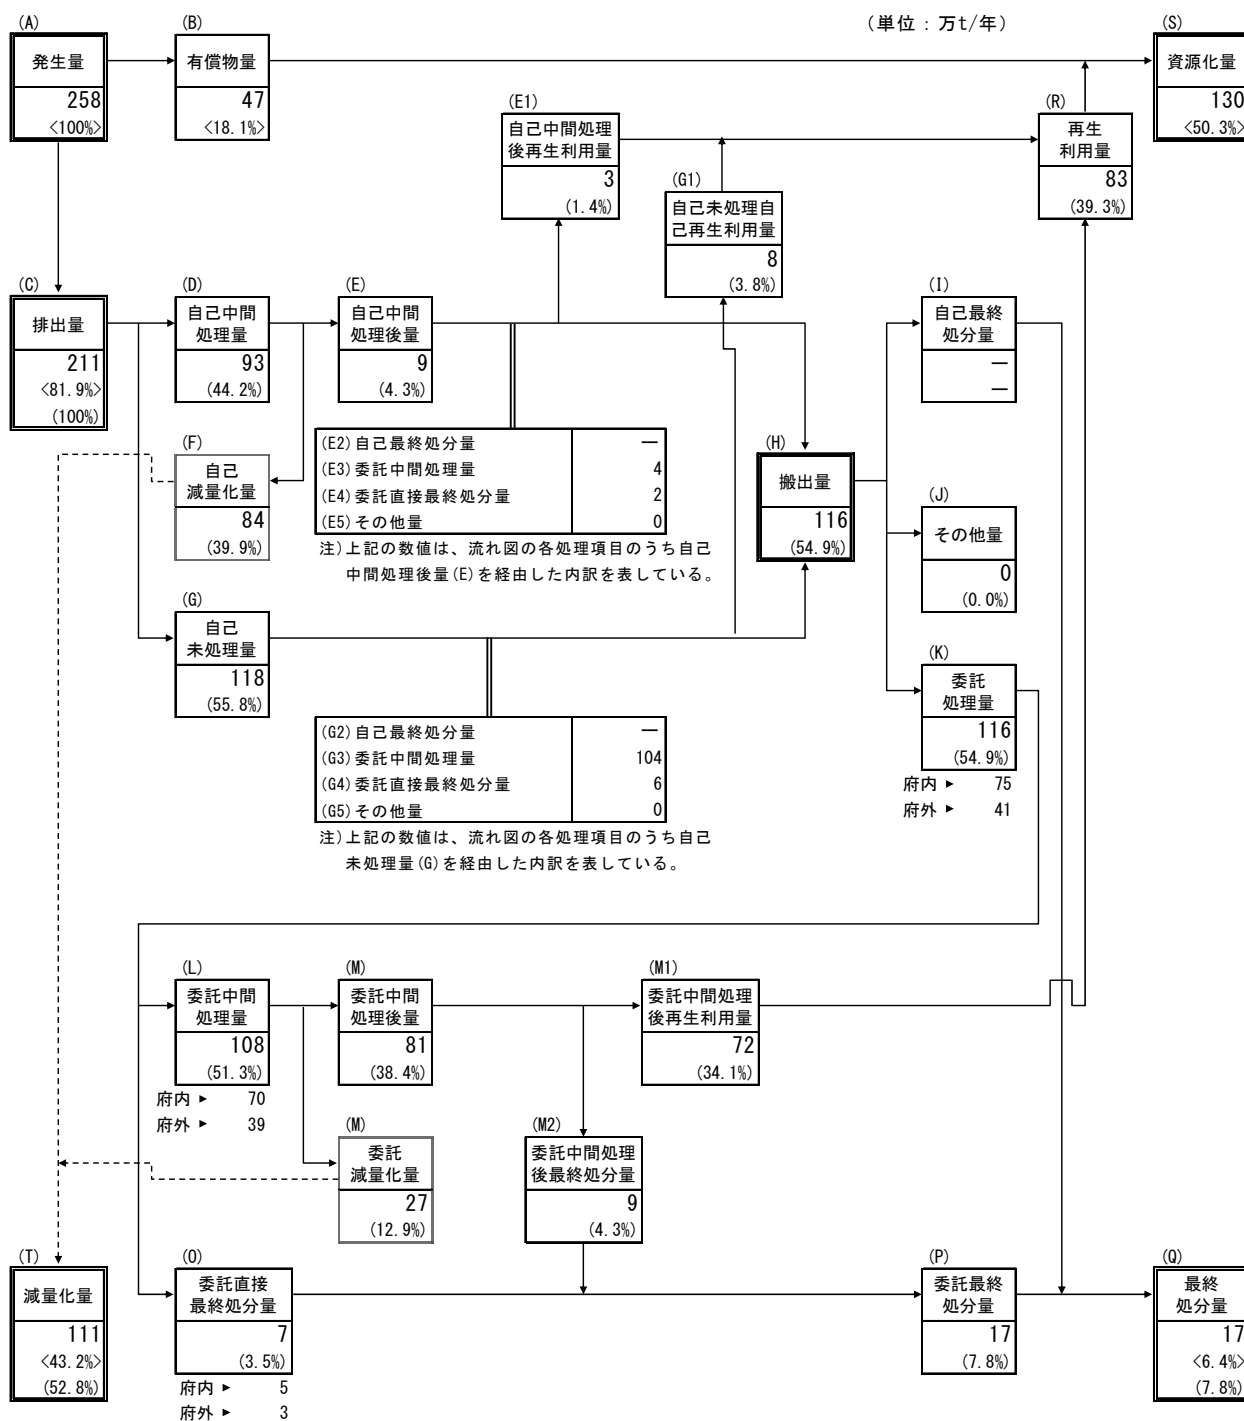 (単位：万t/年)
(A)
発生量
258
<100%>
(B)
有償物量
47
<18.1%>
(S)
資源化量
130
<50.3%>
(E1)
自己中間処理
後再生利用量
3
(1.4%)
(R)
再生
利用量
83
(39.3%)
(G1)
自己未処理自
己再生利用量
8
(3.8%)
(C)
排出量
211
<81.9%>
(100%)
(D)
自己中間
処理量
93
(44.2%)
(E)
自己中間
処理後量
9
(4.3%)
(I)
自己最終
処分量
—
—
(F)
自己
減量化量
84
(39.9%)
(E2)自己最終処分量 —
(E3)委託中間処理量 4
(E4)委託直接最終処分量 2
(E5)その他量 0
注)上記の数値は、流れ図の各処理項目のうち自己
中間処理後量(E)を経由した内訳を表している。
(H)
搬出量
116
(54.9%)
(J)
その他量
0
(0.0%)
(G)
自己
未処理量
118
(55.8%)
(G2)自己最終処分量 —
(G3)委託中間処理量 104
(G4)委託直接最終処分量 6
(G5)その他量 0
注)上記の数値は、流れ図の各処理項目のうち自己
未処理量(G)を経由した内訳を表している。
(K)
委託
処理量
116
(54.9%)
府内► 75
府外► 41
(L)
委託中間
処理量
108
(51.3%)
府内► 70
府外► 39
(M)
委託中間
処理後量
81
(38.4%)
(M1)
委託中間処理
後再生利用量
72
(34.1%)
(M)
委託
減量化量
27
(12.9%)
(M2)
委託中間処理
後最終処分量
9
(4.3%)
(T)
減量化量
111
<43.2%>
(52.8%)
(O)
委託直接
最終処分量
7
(3.5%)
府内► 5
府外► 3
(P)
委託最終
処分量
17
(7.8%)
(Q)
最終
処分量
17
<6.4%>
(7.8%)